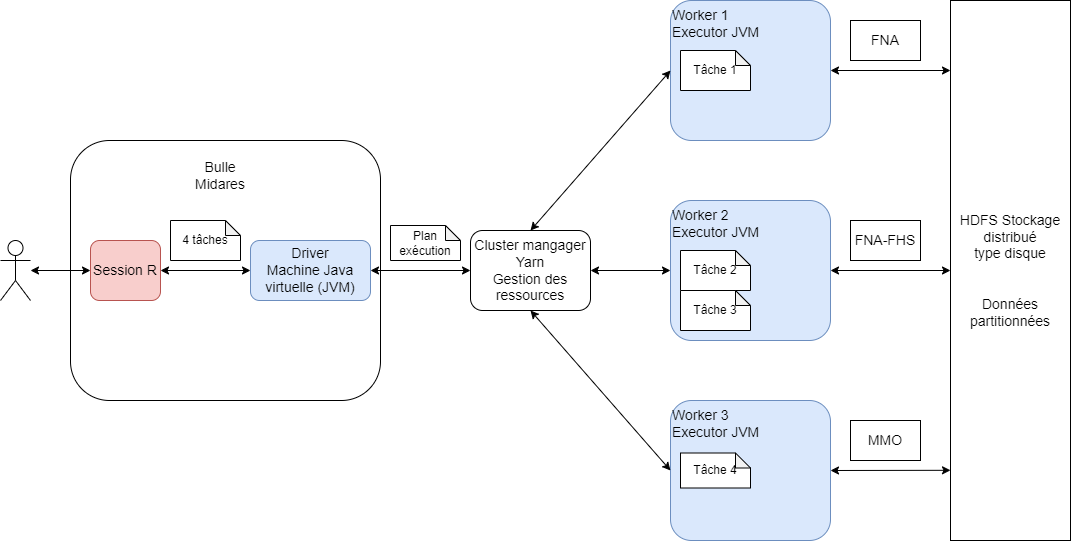 Bulle
Midares
Session R
4 tâches
Driver
Machine Java
virtuelle (JVM)
Plan
exécution
Cluster mangager
Yarn
Gestion des
ressources
Worker 1
Executor JVM
Tâche 1
FNA
Worker 2
Executor JVM
Tâche 2
Tâche 3
FNA-FHS
Worker 3
Executor JVM
Tâche 4
MMO
HDFS Stockage
distribué
type disque
Données
partitionnées